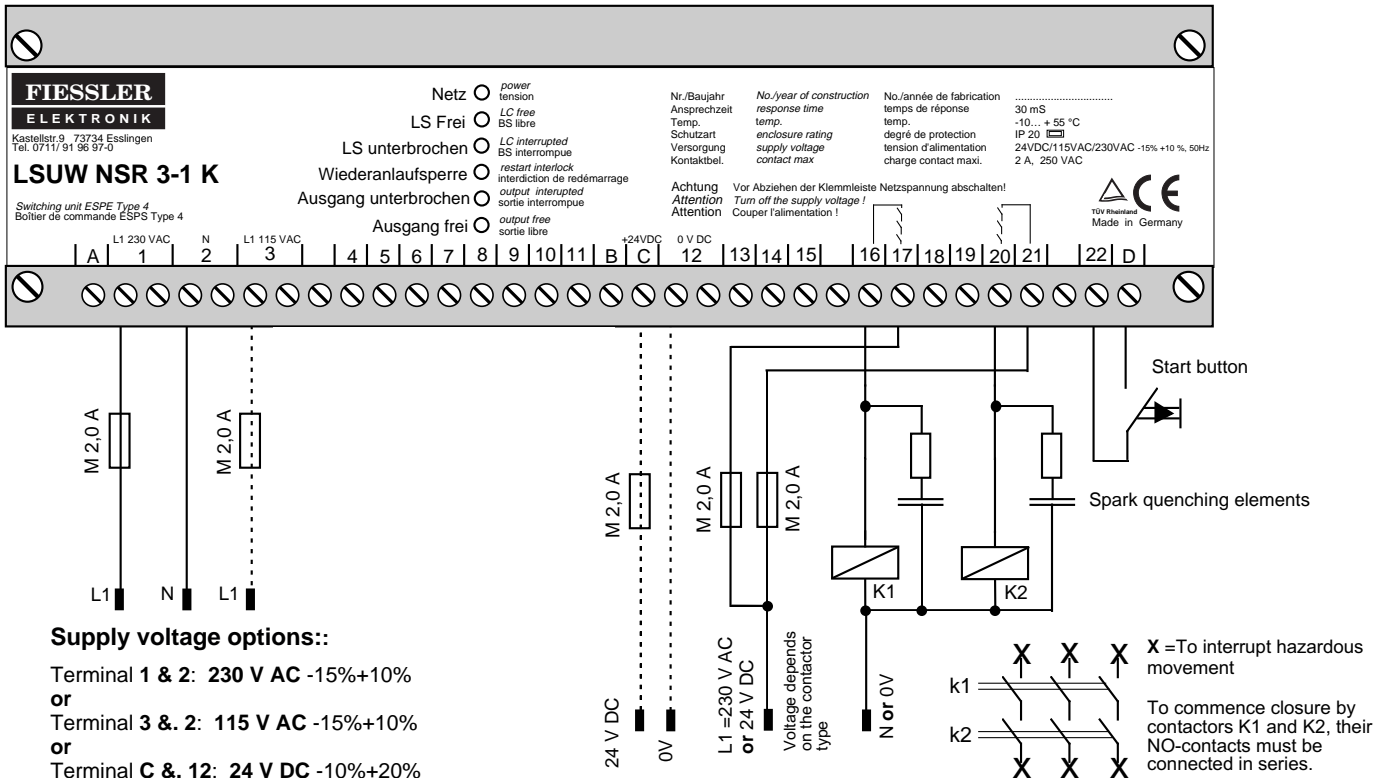 FIESSLER
ELEKTRONIK
Kastellstr.9 73734 Esslingen
Tel. 0711/ 91 96 97-0
LSUW NSR 3-1 K
Switching unit ESPE Type 4
Boîtier de commande ESPS Type 4
Netz power
tension
LS Frei LC free
BS libre
LS unterbrochen LC interrupted
BS interrompue
Wiederanlaufsperre restart interlock
interdiction de redémarrage
Ausgang unterbrochen output interupted
sortie interrompue
Ausgang frei output free
sortie libre
Nr./Baujahr No./year of construction No./année de fabrication .................................
Ansprechzeit response time temps de réponse 30 mS
Temp. temp. temp. -10... + 55 °C
Schutzart enclosure rating degré de protection IP 20
Versorgung supply voltage tension d'alimentation 24VDC/115VAC/230VAC -15% +10 %, 50Hz
Kontaktbel. contact max charge contact maxi. 2 A, 250 VAC
Achtung Vor Abziehen der Klemmleiste Netzspannung abschalten!
Attention Turn off the supply voltage !
Attention Couper l'alimentation !
TÜV Rheinland
CE
Made in Germany
L1 230 VAC N L1 115 VAC +24VDC 0 V DC
A 1 2 3 4 5 6 7 8 9 10 11 B C 12 13 14 15 16 17 18 19 20 21 22 D
Start button
M 2,0 A
M 2,0 A
M 2,0 A
M 2,0 A
M 2,0 A
Spark quenching elements
K1
K2
L1 N L1
Supply voltage options::
Terminal 1 & 2: 230 V AC -15%+10%
or
Terminal 3 &. 2: 115 V AC -15%+10%
or
Terminal C &. 12: 24 V DC -10%+20%
24 V DC
0V
L1 =230 V AC
or 24 V DC
Voltage depends
on the contactor
type
N or 0V
X X X
k1
k2
X X X
X =To interrupt hazardous
movement
To commence closure by
contactors K1 and K2, their
NO-contacts must be
connected in series.